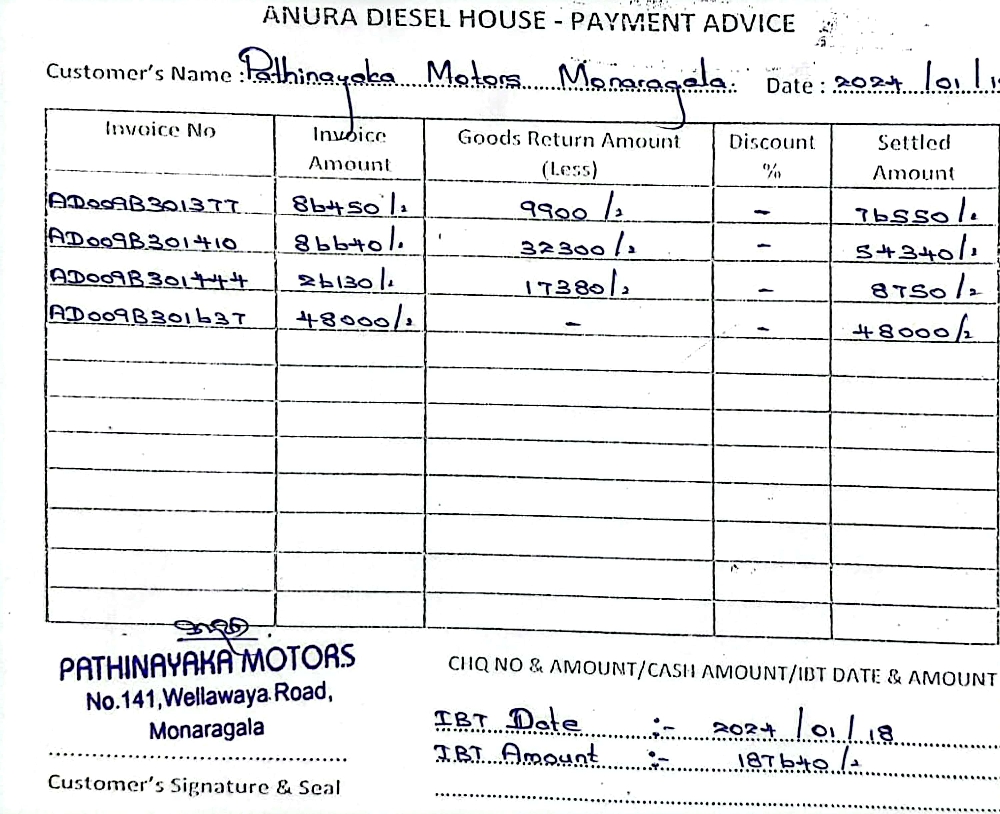 ANURA DIESEL HOUSE - PAYMENT ADVICE
Customer's Name : Pathinayaka Motors Monaragala. Date : 2024 /01/1
Invoice No Invoice Amount Goods Return Amount (Less) Discount % Settled Amount
AD009B301377 86450/= 9900/= - 76550/=
AD009B301410 86640/= 32300/= - 54340/=
AD009B301444 26130/= 17380/= - 8750/=
AD009B301637 48000/= - - 48000/=
PATHINAYAKA MOTORS
No.141,Wellawaya Road,
Monaragala
Customer's Signature & Seal
CHQ NO & AMOUNT/CASH AMOUNT/IBT DATE & AMOUNT
IBT Date :- 2024 /01/18
IBT Amount :- 187640/=